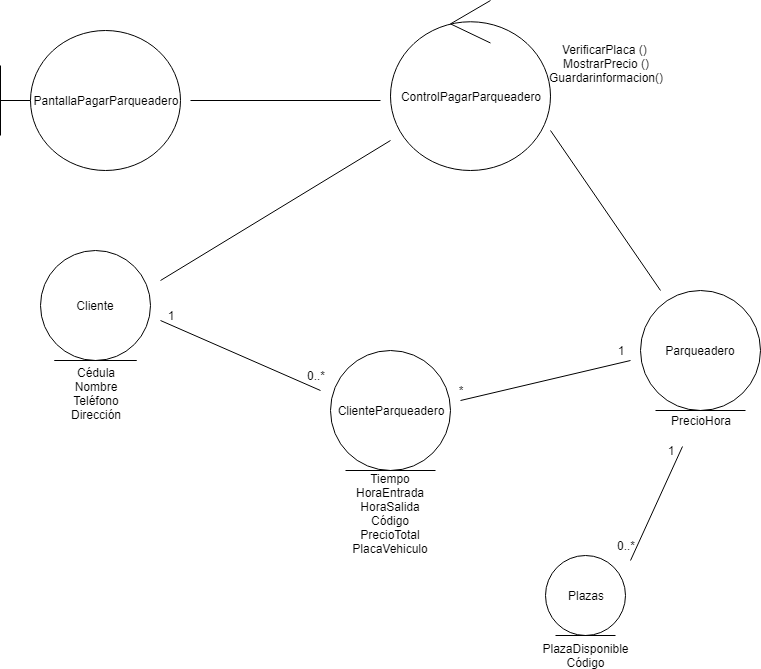 PantallaPagarParqueadero
ControlPagarParqueadero
VerificarPlaca ()
MostrarPrecio ()
Guardarinformacion()
Cliente
1
Cédula
Nombre
Teléfono
Dirección
0..*
ClienteParqueadero
*
1
Tiempo
HoraEntrada
HoraSalida
Código
PrecioTotal
PlacaVehiculo
Parqueadero
PrecioHora
1
0..*
Plazas
PlazaDisponible
Código